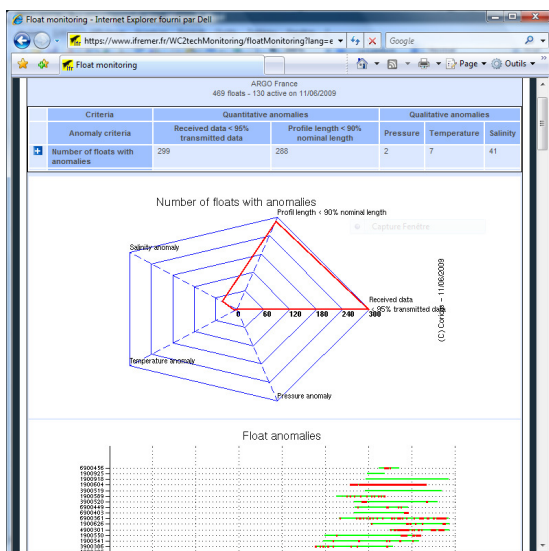 Float monitoring - Internet Explorer fourni par Dell
https://www.ifremer.fr/WC2techMonitoring/floatMonitoring?lang=e
Google
Float monitoring
Page
Outils
ARGO France
469 floats - 130 active on 11/06/2009
Criteria Quantitative anomalies Qualitative anomalies
Anomaly criteria Received data < 95% transmitted data Profile length < 90% nominal length Pressure Temperature Salinity
Number of floats with anomalies 299 288 2 7 41
Number of floats with anomalies
Profil length < 90% nominal length
Capture Fenêtre
Salinity anomaly
Received data
< 95% transmitted data
0 60 120 180 240 300
(C) Coriolis - 11/06/2009
Temperature anomaly
Pressure anomaly
Float anomalies
6900456
1900925
1900918
1900604
3900519
1900589
3900520
6900449
6900403
6900361
1900626
4900301
1900550
1900541
3900386